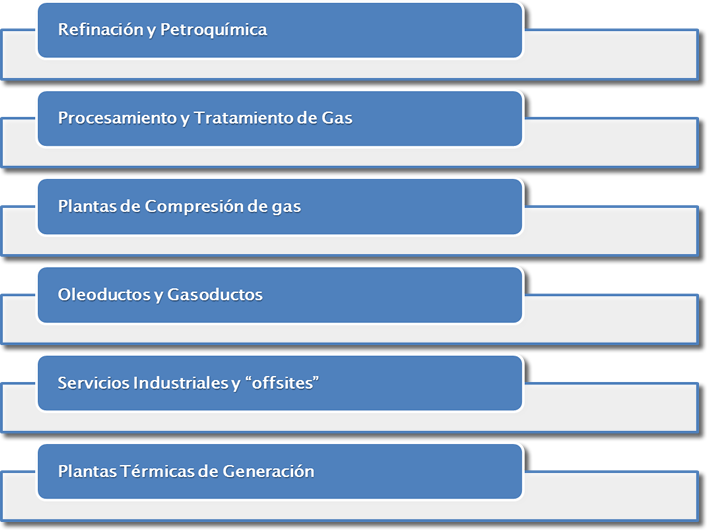 Refinación y Petroquímica
Procesamiento y Tratamiento de Gas
Plantas de Compresión de gas
Oleoductos y Gasoductos
Servicios Industriales y “offsites”
Plantas Térmicas de Generación